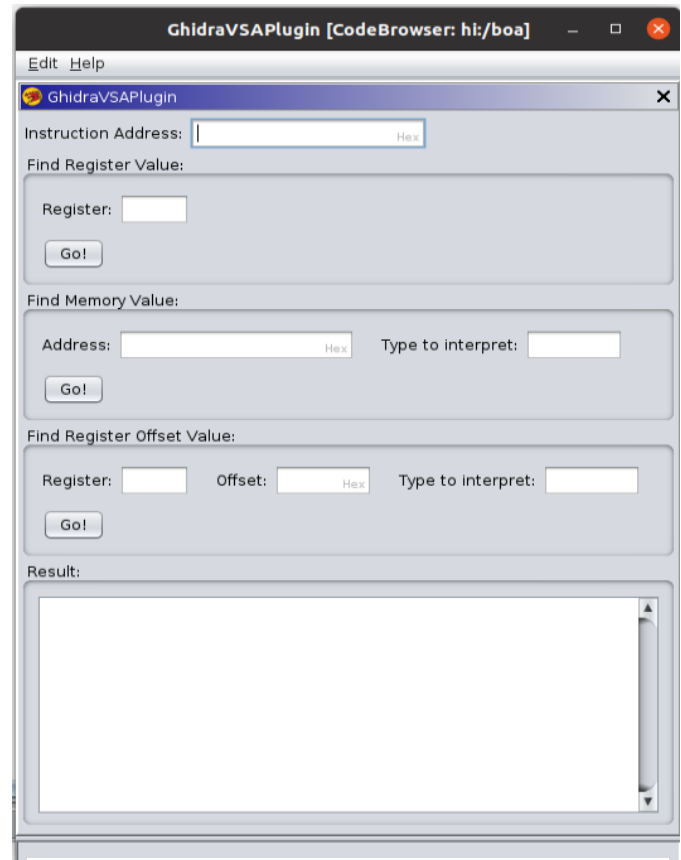 GhidraVSAPlugin [CodeBrowser: hi:/boa]
Edit Help
GhidraVSAPlugin
Instruction Address: Hex
Find Register Value:
Register:
Go!
Find Memory Value:
Address: Hex Type to interpret:
Go!
Find Register Offset Value:
Register: Offset: Hex Type to interpret:
Go!
Result: